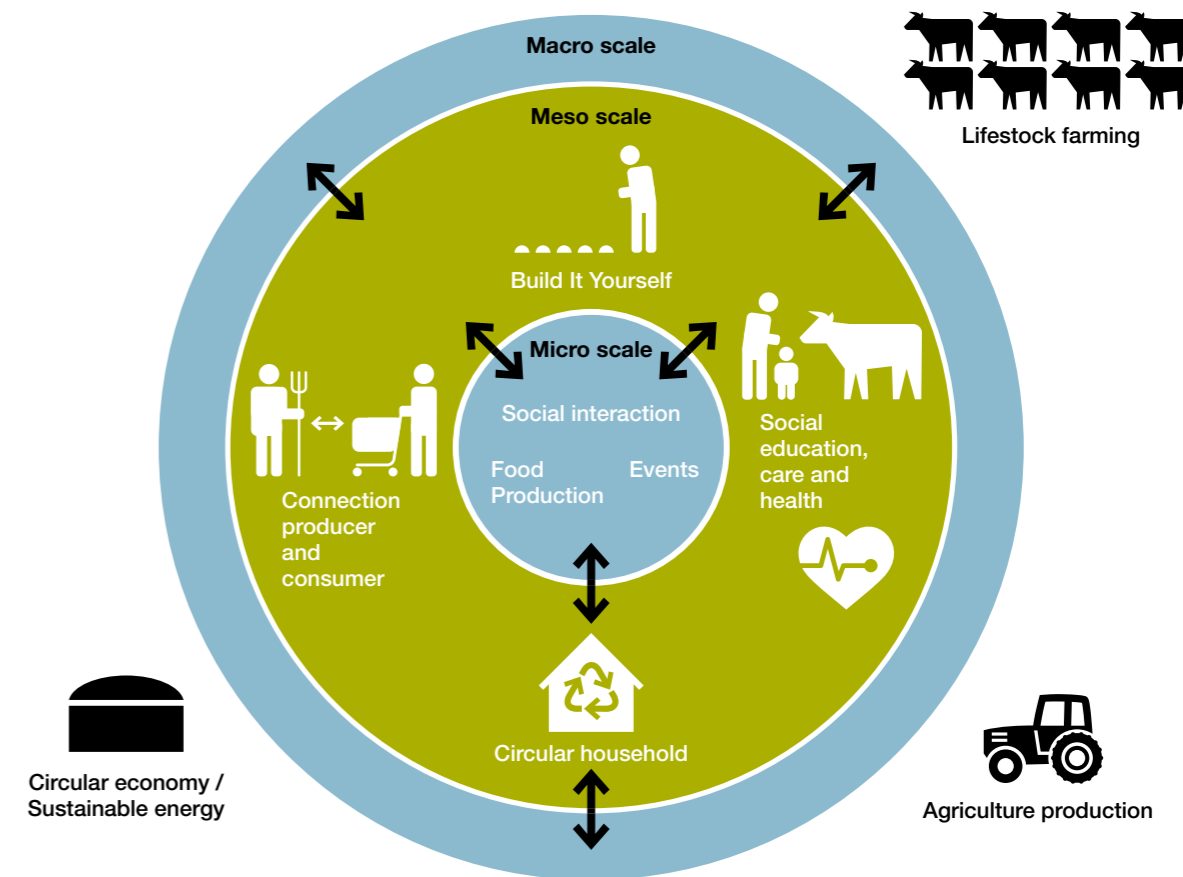 Macro scale
Lifestock farming
Meso scale
Build It Yourself
Micro scale
Social interaction
Food
Production
Events
Social
education,
care and
health
Connection
producer
and
consumer
Circular household
Circular economy /
Sustainable energy
Agriculture production